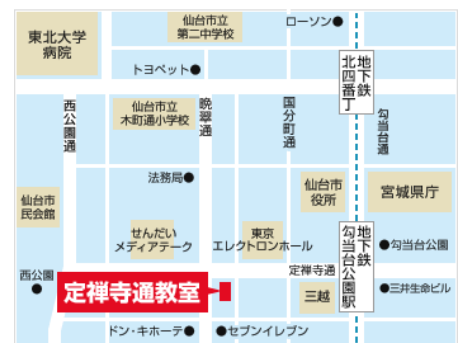 東北大学
病院
仙台市立
第二中学校
ローソン●
トヨペット●
地下鉄
北四番丁
西公園通
仙台市立
木町通小学校
晩翠通
国分町通
勾当台通
法務局●
仙台市
役所
宮城県庁
仙台市
民会館
せんだい
メディアテーク
東京
エレクトロンホール
地下鉄
勾当台公園駅
●勾当台公園
定禅寺通
西公園
●
定禅寺通教室
三越
●三井生命ビル
ドン・キホーテ●
●セブンイレブン